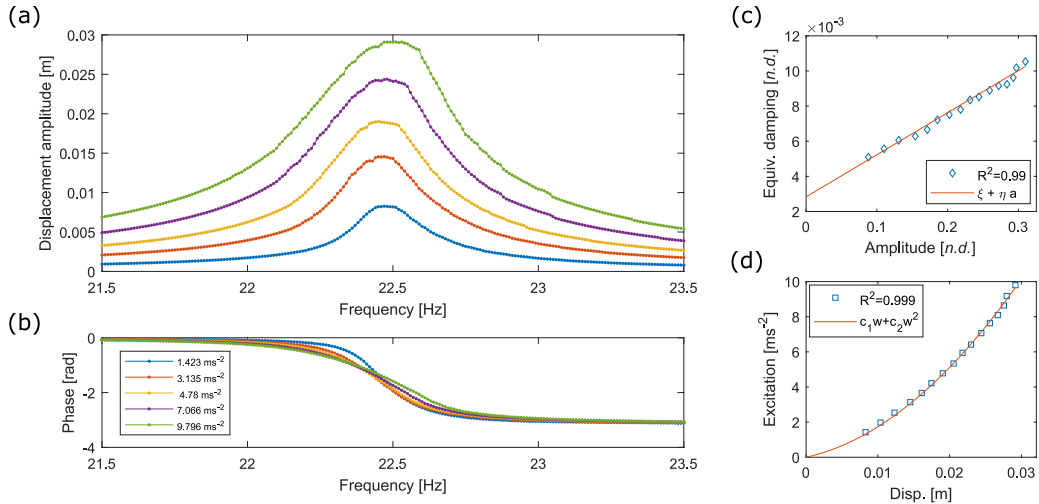 (a)
Displacement amplitude [m]
0.03
0.025
0.02
0.015
0.01
0.005
0
21.5 22 22.5 23 23.5
Frequency [Hz]
(b)
Phase [rad]
0
-2
-4
1.423 ms⁻²
3.135 ms⁻²
4.78 ms⁻²
7.066 ms⁻²
9.796 ms⁻²
21.5 22 22.5 23 23.5
Frequency [Hz]
(c)
×10⁻³
Equiv. damping [n.d.]
12
10
8
6
4
2
R²=0.99
ξ + η a
0 0.1 0.2 0.3
Amplitude [n.d.]
(d)
Excitation [ms⁻²]
10
8
6
4
2
0
R²=0.999
c₁w+c₂w²
0 0.01 0.02 0.03
Disp. [m]